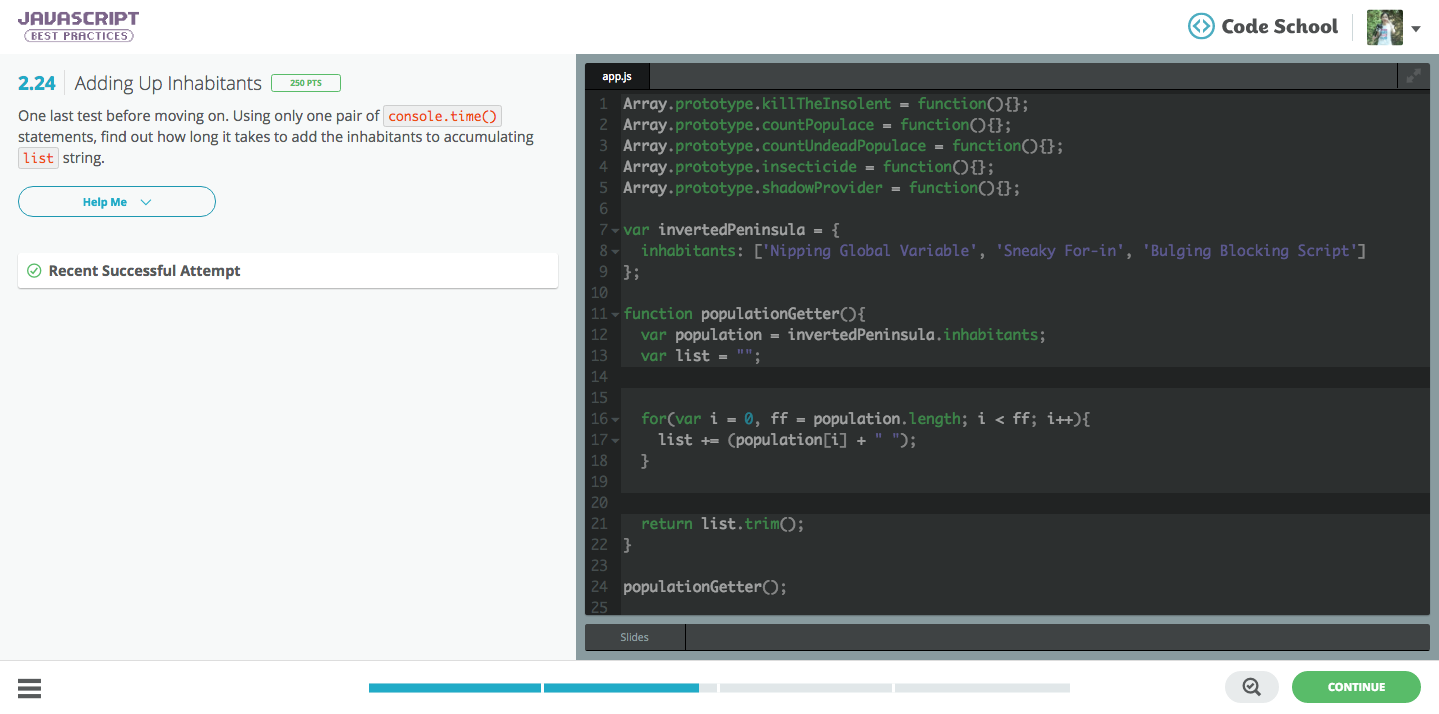 JAVASCRIPT
BEST PRACTICES
Code School
2.24 Adding Up Inhabitants 250 PTS
One last test before moving on. Using only one pair of console.time()
statements, find out how long it takes to add the inhabitants to accumulating
list string.
Help Me
Recent Successful Attempt
app.js
1 Array.prototype.killTheInsolent = function(){};
2 Array.prototype.countPopulace = function(){};
3 Array.prototype.countUndeadPopulace = function(){};
4 Array.prototype.insecticide = function(){};
5 Array.prototype.shadowProvider = function(){};
6
7 var invertedPeninsula = {
8   inhabitants: ['Nipping Global Variable', 'Sneaky For-in', 'Bulging Blocking Script']
9 };
10
11 function populationGetter(){
12   var population = invertedPeninsula.inhabitants;
13   var list = "";
14
15
16   for(var i = 0, ff = population.length; i < ff; i++){
17     list += (population[i] + " ");
18   }
19
20
21   return list.trim();
22 }
23
24 populationGetter();
25
Slides
CONTINUE